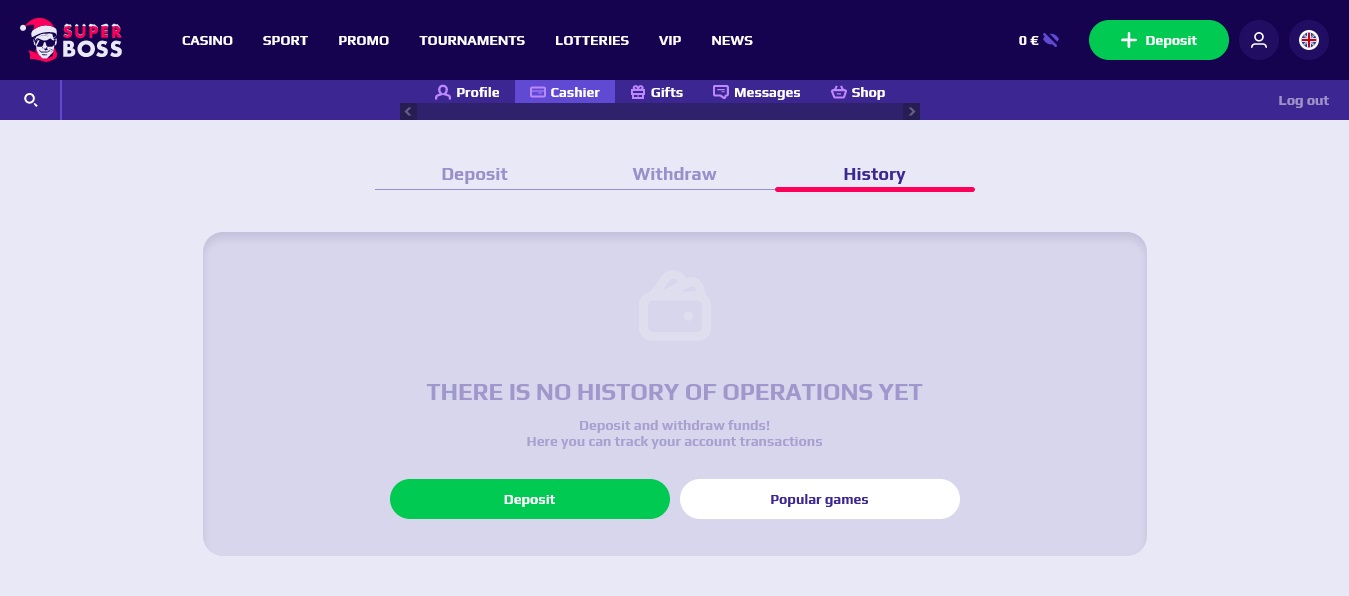 SUPER
BOSS
CASINO
SPORT
PROMO
TOURNAMENTS
LOTTERIES
VIP
NEWS
0 €
Deposit
Profile
Cashier
Gifts
Messages
Shop
Log out
Deposit
Withdraw
History
THERE IS NO HISTORY OF OPERATIONS YET
Deposit and withdraw funds!
Here you can track your account transactions
Deposit
Popular games